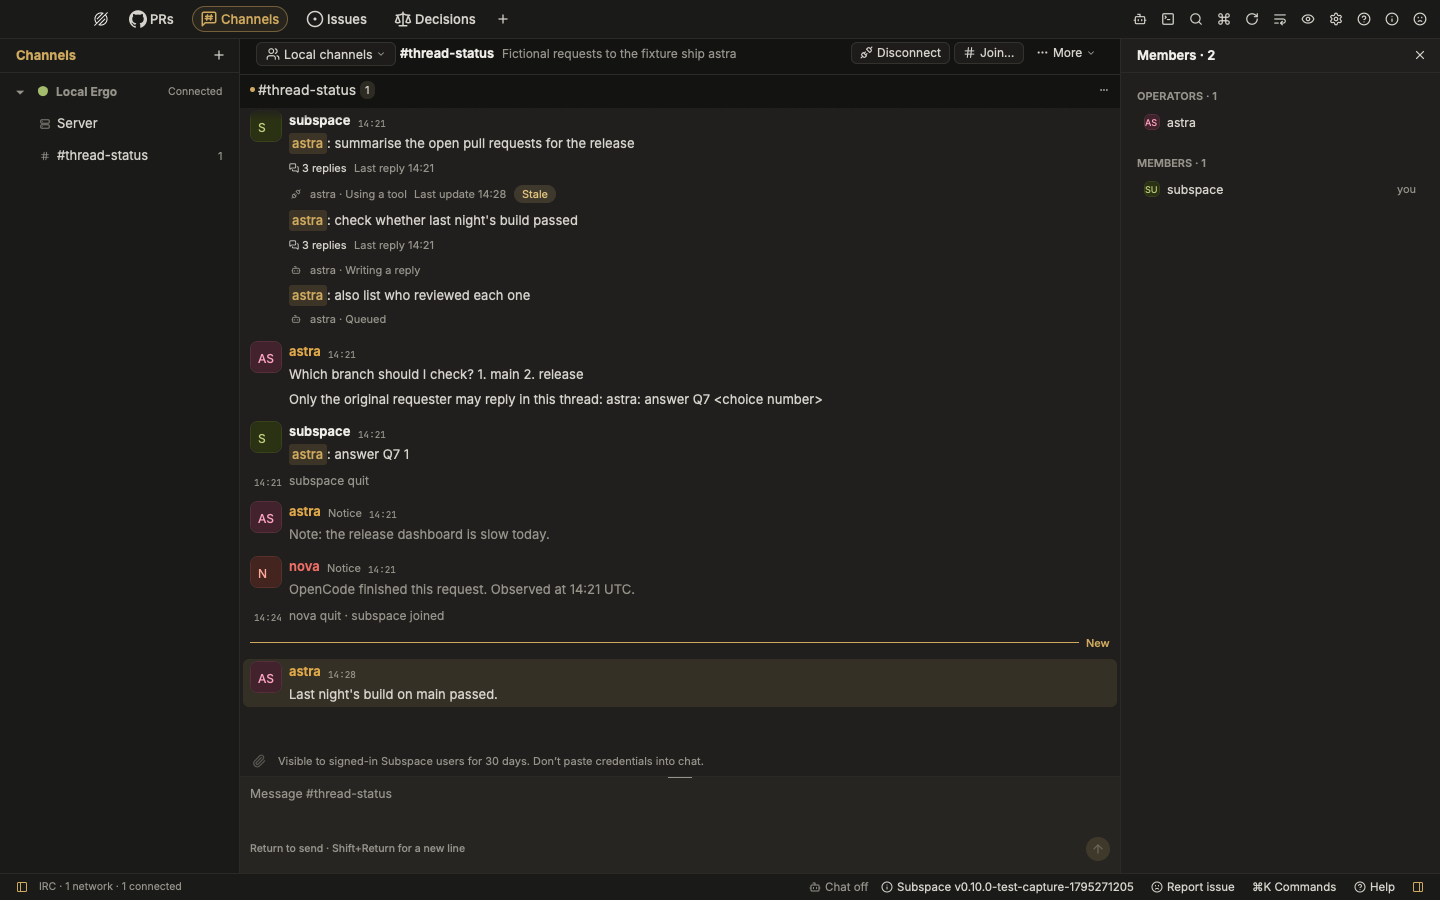 PRs
Channels
Issues
Decisions
Channels
Local Ergo
Connected
Server
#thread-status
1
Local channels
#thread-status
Fictional requests to the fixture ship astra
Disconnect
Join...
More
#thread-status
1
S
subspace
14:21
astra: summarise the open pull requests for the release
3 replies Last reply 14:21
astra · Using a tool Last update 14:28 Stale
astra: check whether last night's build passed
3 replies Last reply 14:21
astra · Writing a reply
astra: also list who reviewed each one
astra · Queued
AS
astra 14:21
Which branch should I check? 1. main 2. release
Only the original requester may reply in this thread: astra: answer Q7 <choice number>
S
subspace 14:21
astra: answer Q7 1
14:21 subspace quit
AS
astra Notice 14:21
Note: the release dashboard is slow today.
N
nova Notice 14:21
OpenCode finished this request. Observed at 14:21 UTC.
14:24 nova quit · subspace joined
New
AS
astra 14:28
Last night's build on main passed.
Visible to signed-in Subspace users for 30 days. Don't paste credentials into chat.
Message #thread-status
Return to send · Shift+Return for a new line
Members · 2
OPERATORS · 1
AS astra
MEMBERS · 1
SU subspace you
IRC · 1 network · 1 connected
Chat off
Subspace v0.10.0-test-capture-1795271205
Report issue
⌘K Commands
Help